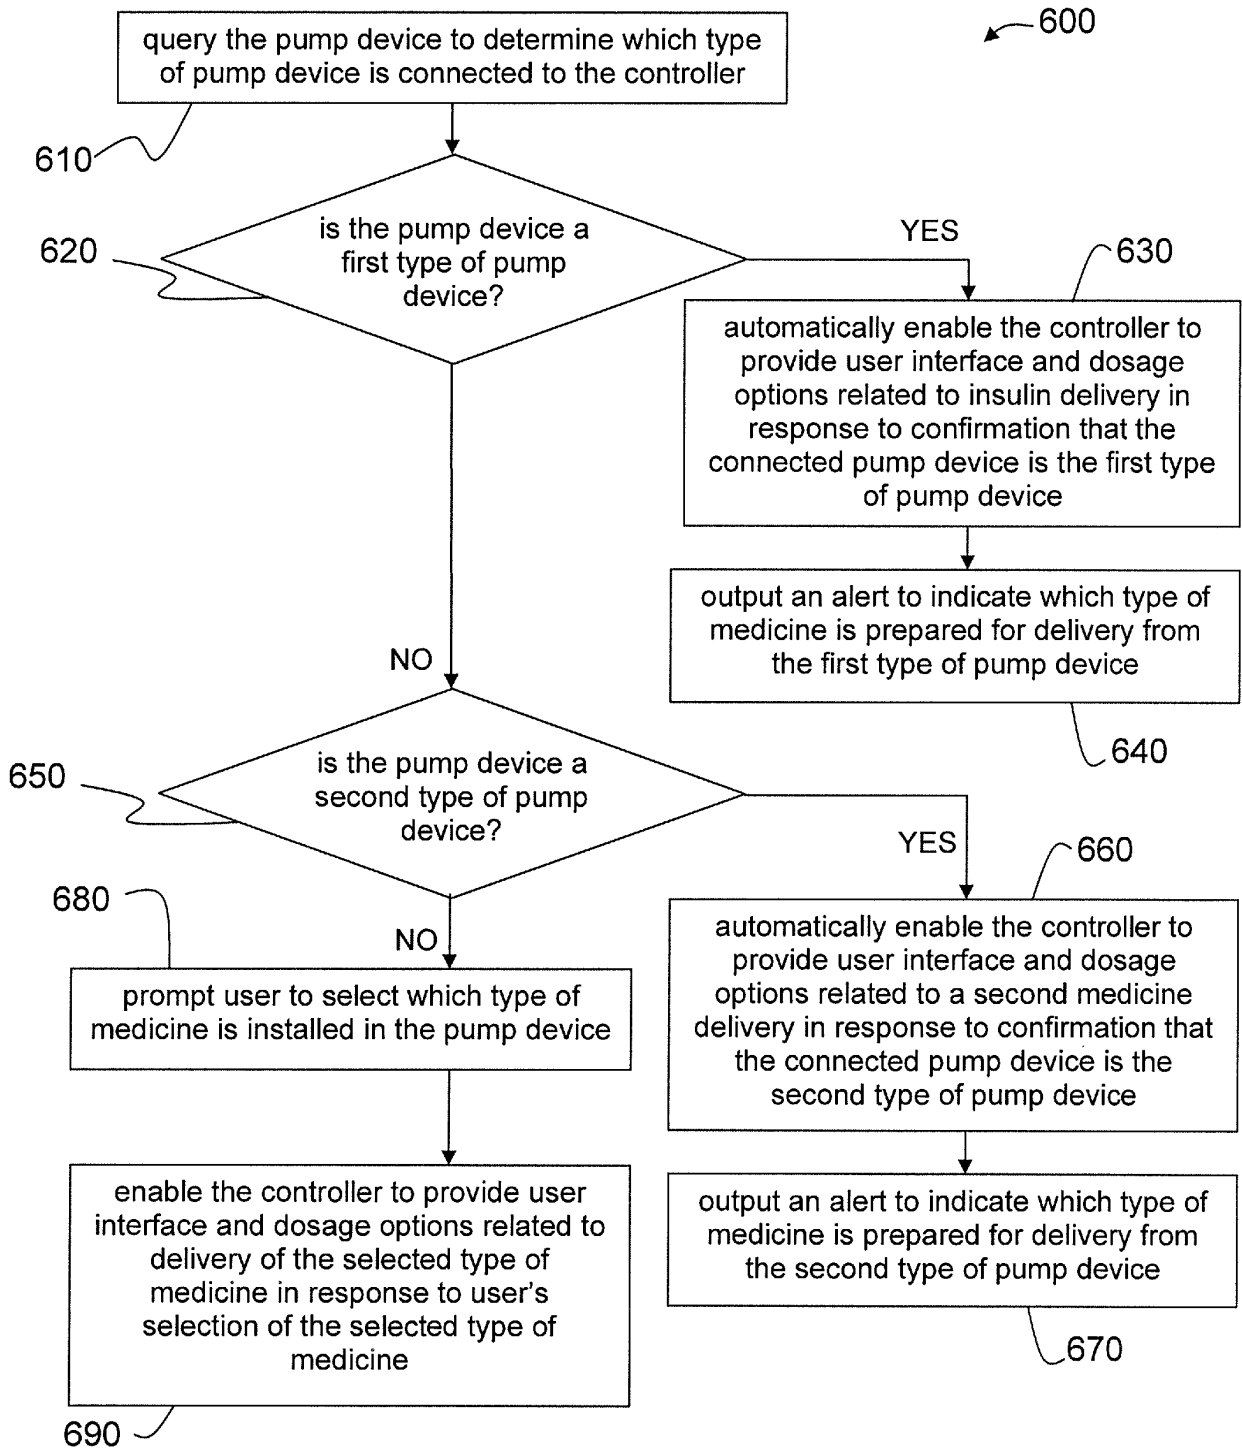 600
query the pump device to determine which type
of pump device is connected to the controller
610
is the pump device a
first type of pump
device?
620
YES
630
automatically enable the controller to
provide user interface and dosage
options related to insulin delivery in
response to confirmation that the
connected pump device is the first type
of pump device
output an alert to indicate which type of
medicine is prepared for delivery from
the first type of pump device
640
NO
650
is the pump device a
second type of pump
device?
YES
660
automatically enable the controller to
provide user interface and dosage
options related to a second medicine
delivery in response to confirmation that
the connected pump device is the
second type of pump device
output an alert to indicate which type of
medicine is prepared for delivery from
the second type of pump device
670
680
NO
prompt user to select which type of
medicine is installed in the pump device
enable the controller to provide user
interface and dosage options related to
delivery of the selected type of
medicine in response to user's
selection of the selected type of
medicine
690